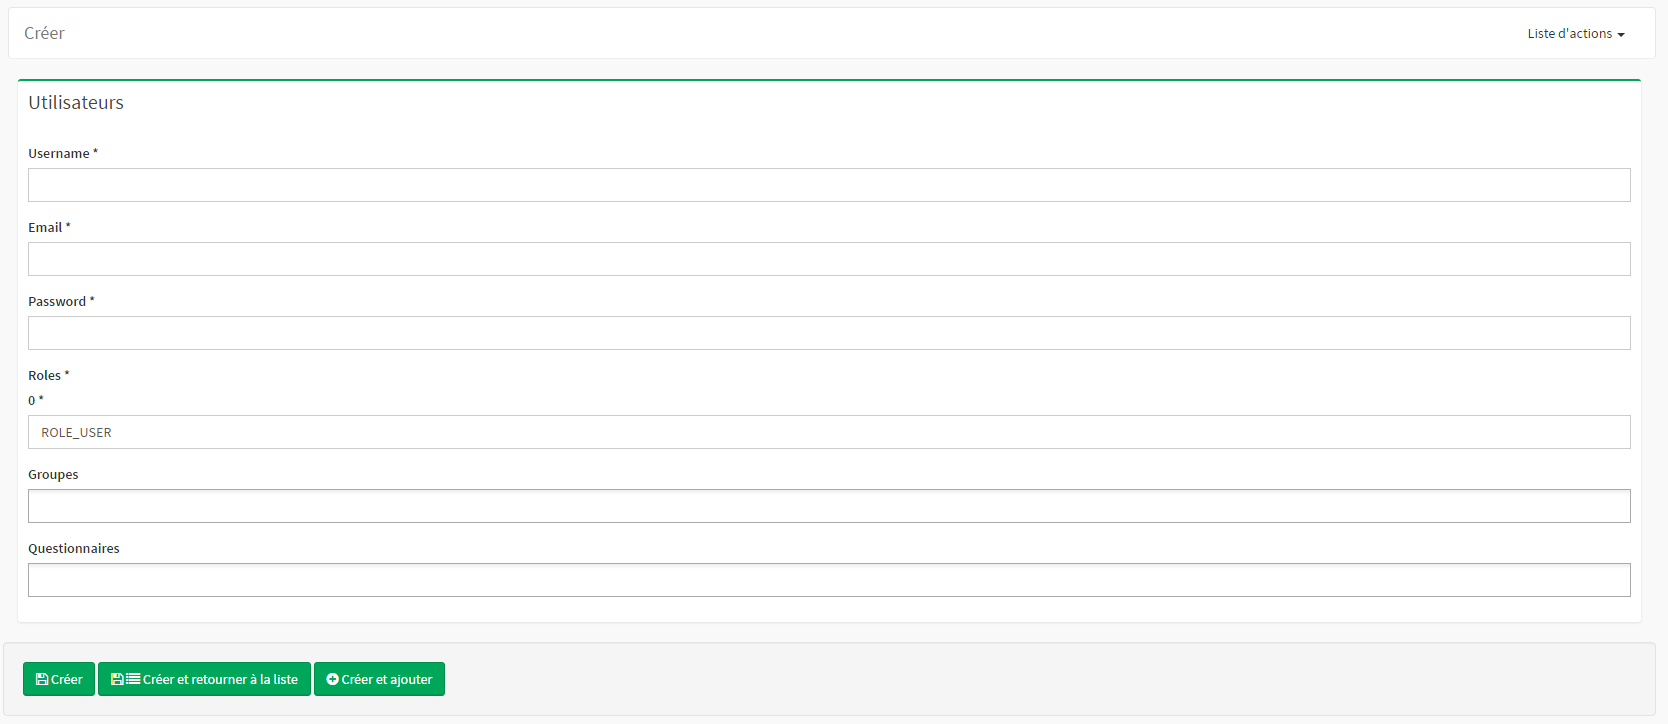 Créer
Liste d'actions
Utilisateurs
Username *
Email *
Password *
Roles *
0 *
ROLE_USER
Groupes
Questionnaires
Créer
Créer et retourner à la liste
Créer et ajouter